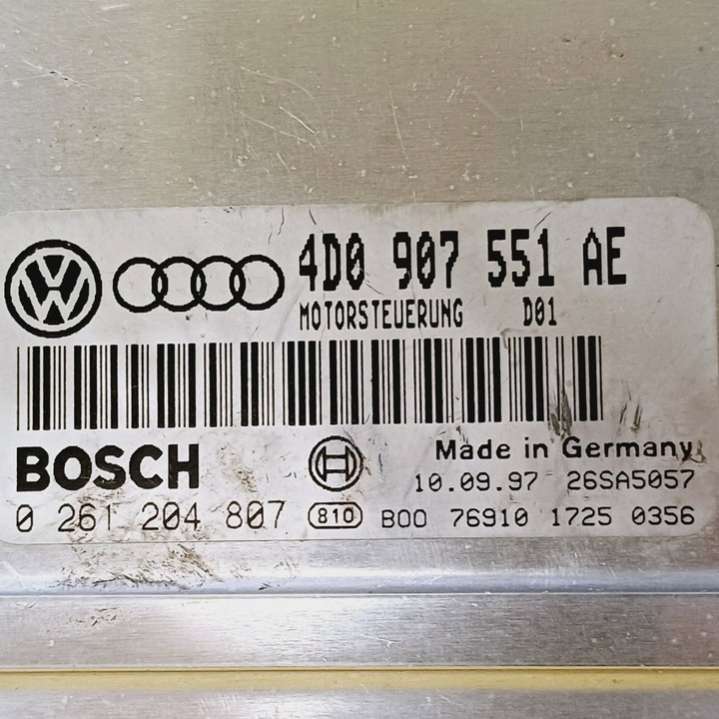 4D0 907 551 AE
MOTORSTEUERUNG D01
BOSCH
Made in Germany
10.09.97 26SA5057
0 261 204 807 810 B00 76910 1725 0356